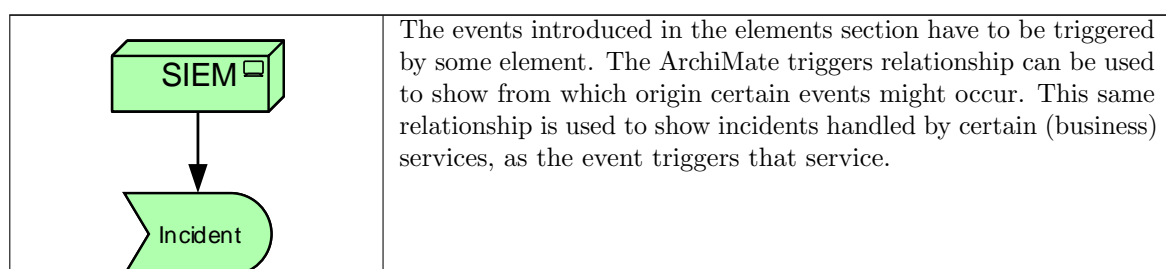 SIEM
Incident
The events introduced in the elements section have to be triggered
by some element. The ArchiMate triggers relationship can be used
to show from which origin certain events might occur. This same
relationship is used to show incidents handled by certain (business)
services, as the event triggers that service.